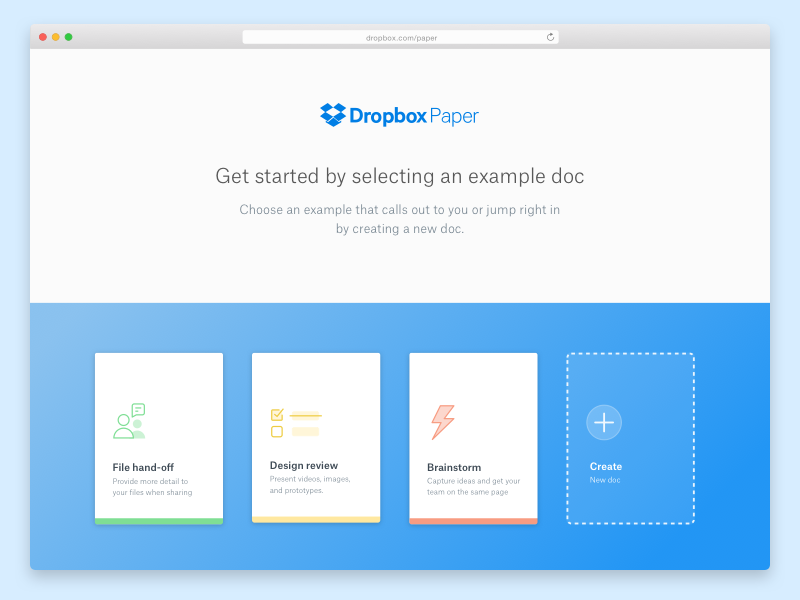 dropbox.com/paper
Dropbox Paper
Get started by selecting an example doc
Choose an example that calls out to you or jump right in
by creating a new doc.
File hand-off
Provide more detail to
your files when sharing
Design review
Present videos, images,
and prototypes.
Brainstorm
Capture ideas and get your
team on the same page
Create
New doc